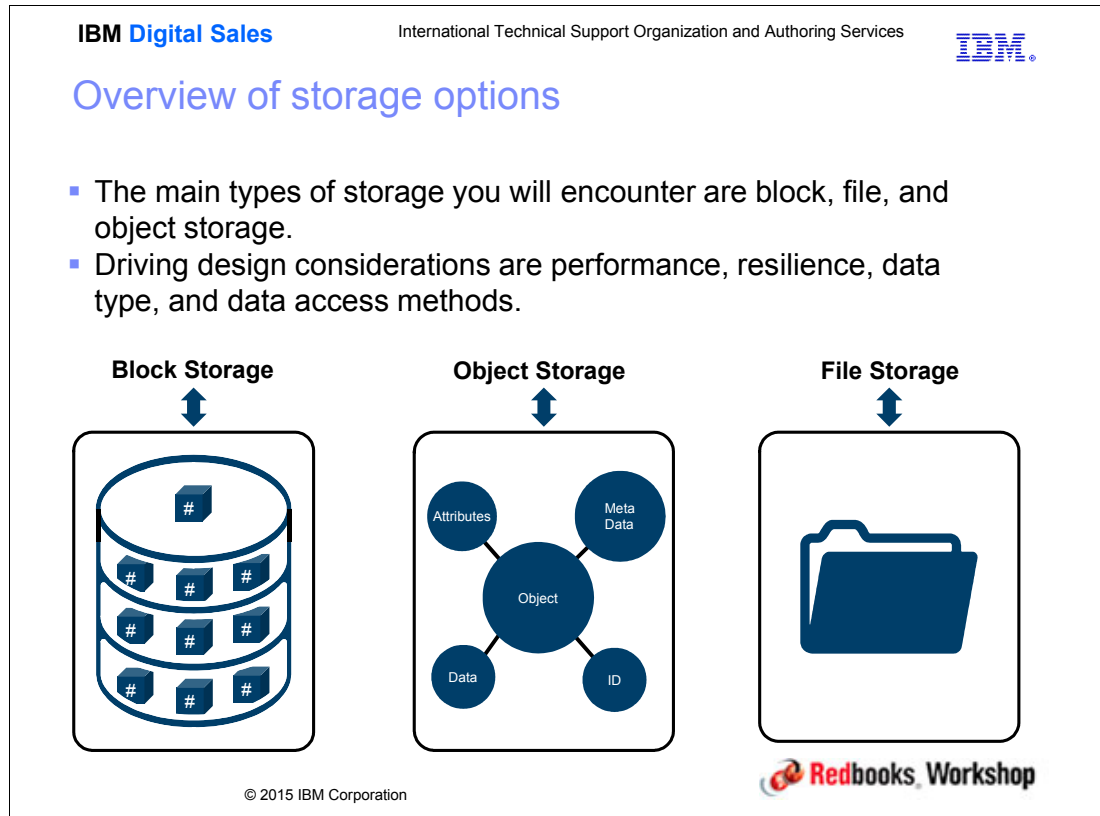 IBM Digital Sales
International Technical Support Organization and Authoring Services
IBM®
Overview of storage options
▪ The main types of storage you will encounter are block, file, and
object storage.
▪ Driving design considerations are performance, resilience, data
type, and data access methods.
Block Storage
Object Storage
File Storage
#
# # #
# # #
# # #
Attributes
Meta
Data
Object
Data
ID
Redbooks® Workshop
© 2015 IBM Corporation